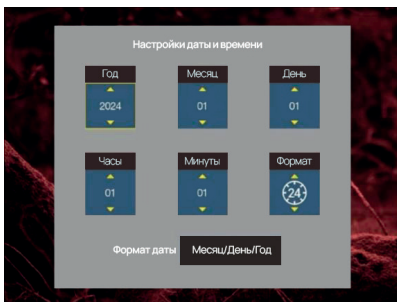 Настройки даты и времени
Год Месяц День
2024 01 01
Часы Минуты Формат
01 01 24
Формат даты Месяц/День/Год